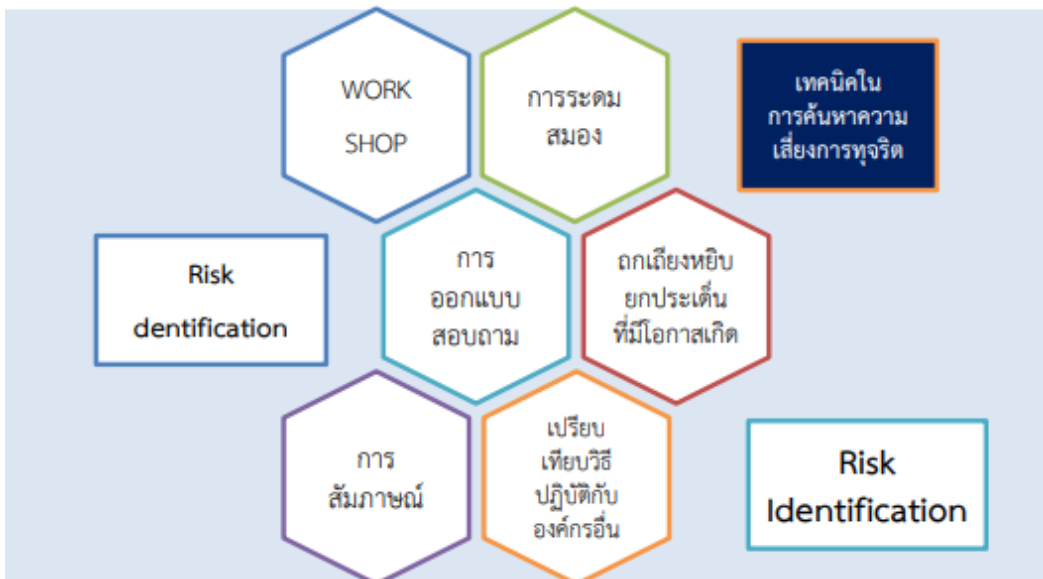 WORK
SHOP
การระดม
สมอง
เทคนิคใน
การค้นหาความ
เสี่ยงการทุจริต
Risk
dentification
การ
ออกแบบ
สอบถาม
ถกเถียงหยิบ
ยกประเด็น
ที่มีโอกาสเกิด
การ
สัมภาษณ์
เปรียบ
เทียบวิธี
ปฏิบัติกับ
องค์กรอื่น
Risk
Identification